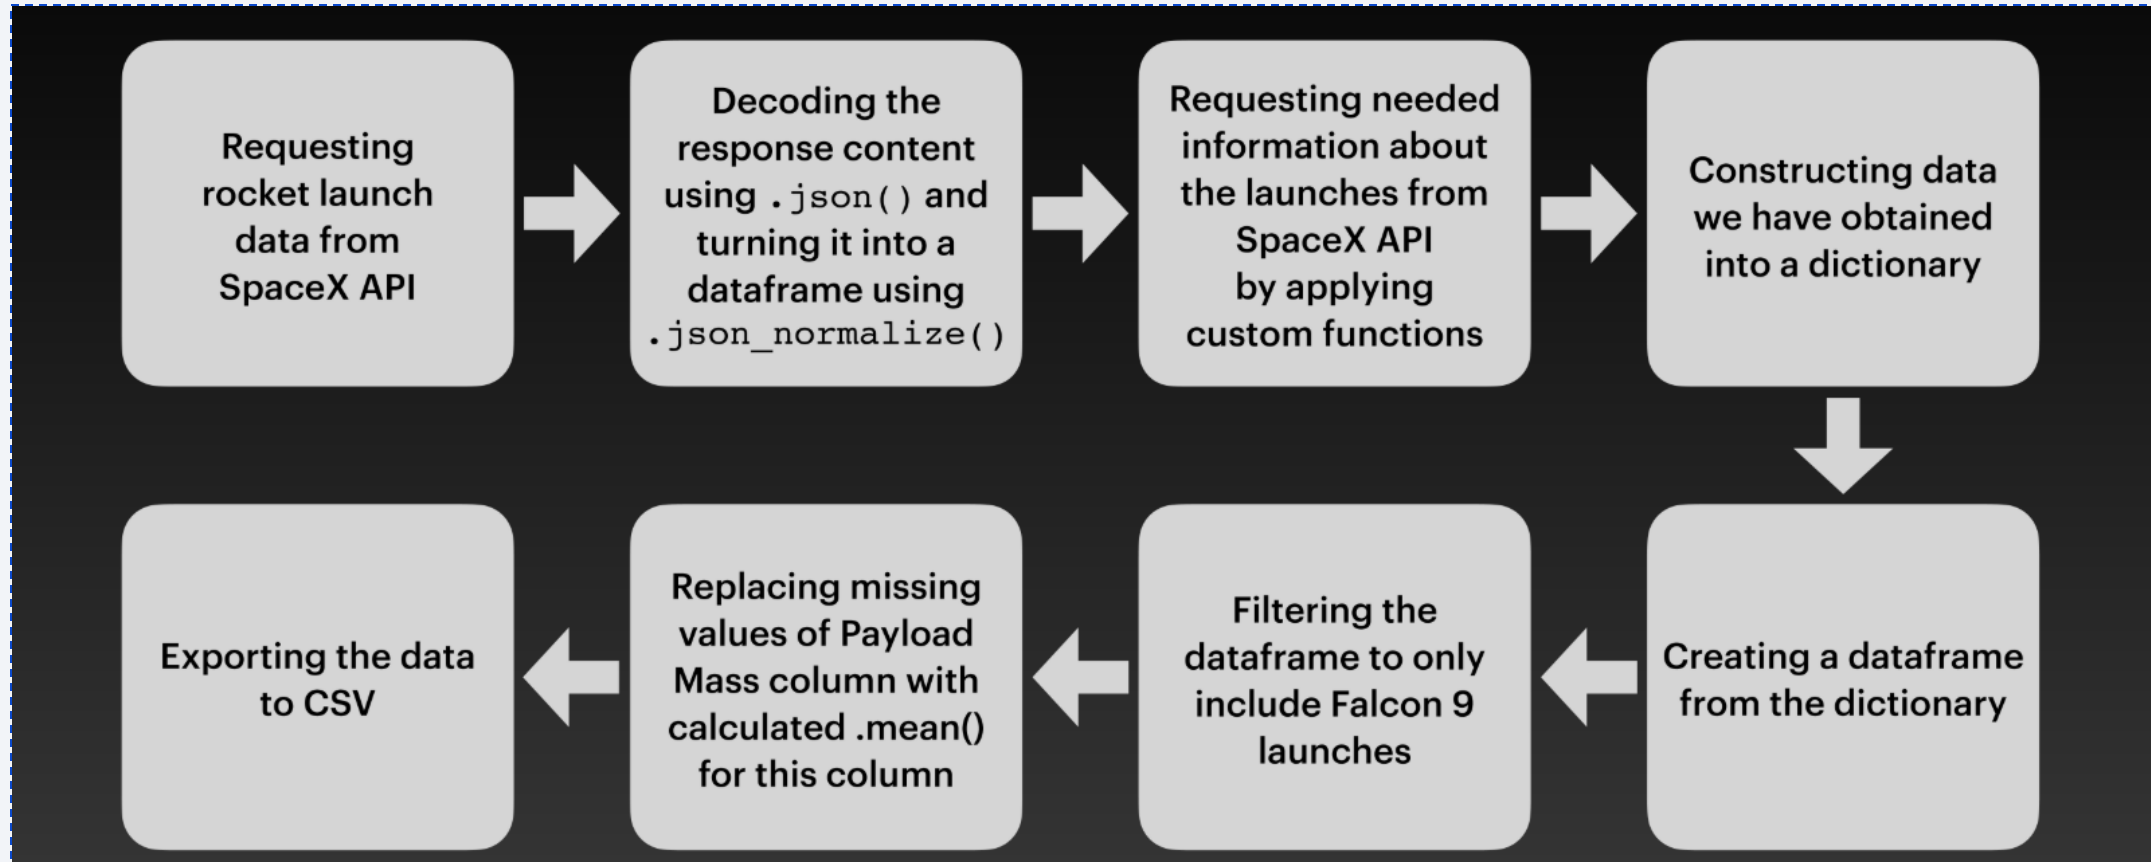 Requesting
rocket launch
data from
SpaceX API
Decoding the
response content
using .json() and
turning it into a
dataframe using
.json_normalize()
Requesting needed
information about
the launches from
SpaceX API
by applying
custom functions
Constructing data
we have obtained
into a dictionary
Creating a dataframe
from the dictionary
Filtering the
dataframe to only
include Falcon 9
launches
Replacing missing
values of Payload
Mass column with
calculated .mean()
for this column
Exporting the data
to CSV